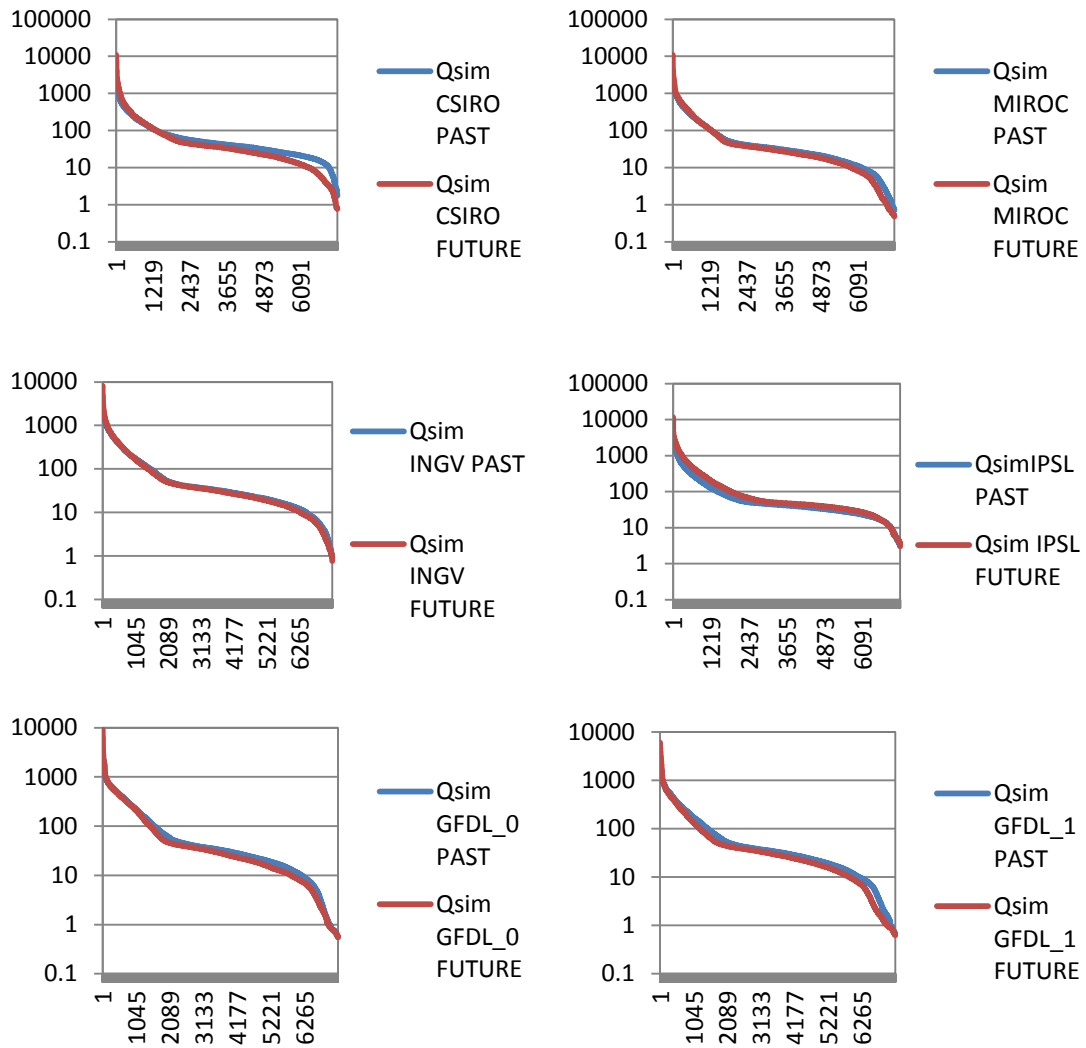 100000
10000
1000
100
10
1
0.1
1
1219
2437
3655
4873
6091
Qsim
CSIRO
PAST
Qsim
CSIRO
FUTURE
100000
10000
1000
100
10
1
0.1
1
1219
2437
3655
4873
6091
Qsim
MIROC
PAST
Qsim
MIROC
FUTURE
10000
1000
100
10
1
0.1
1
1045
2089
3133
4177
5221
6265
Qsim
INGV PAST
Qsim
INGV
FUTURE
100000
10000
1000
100
10
1
0.1
1
1219
2437
3655
4873
6091
QsimIPSL
PAST
Qsim IPSL
FUTURE
10000
1000
100
10
1
0.1
1
1045
2089
3133
4177
5221
6265
Qsim
GFDL_0
PAST
Qsim
GFDL_0
FUTURE
10000
1000
100
10
1
0.1
1
1045
2089
3133
4177
5221
6265
Qsim
GFDL_1
PAST
Qsim
GFDL_1
FUTURE